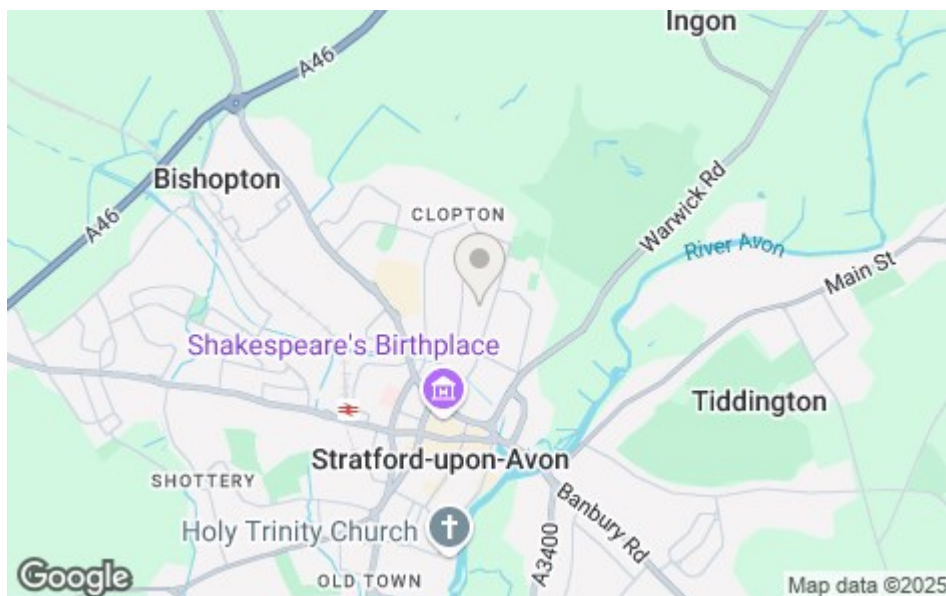 Ingon
A46
Bishopton
Warwick Rd
CLOPTON
River Avon
A46
Main St
Shakespeare's Birthplace
Tiddington
Stratford-upon-Avon
SHOTTERY
Banbury Rd
Holy Trinity Church
A3400
OLD TOWN
Google
Map data ©2025